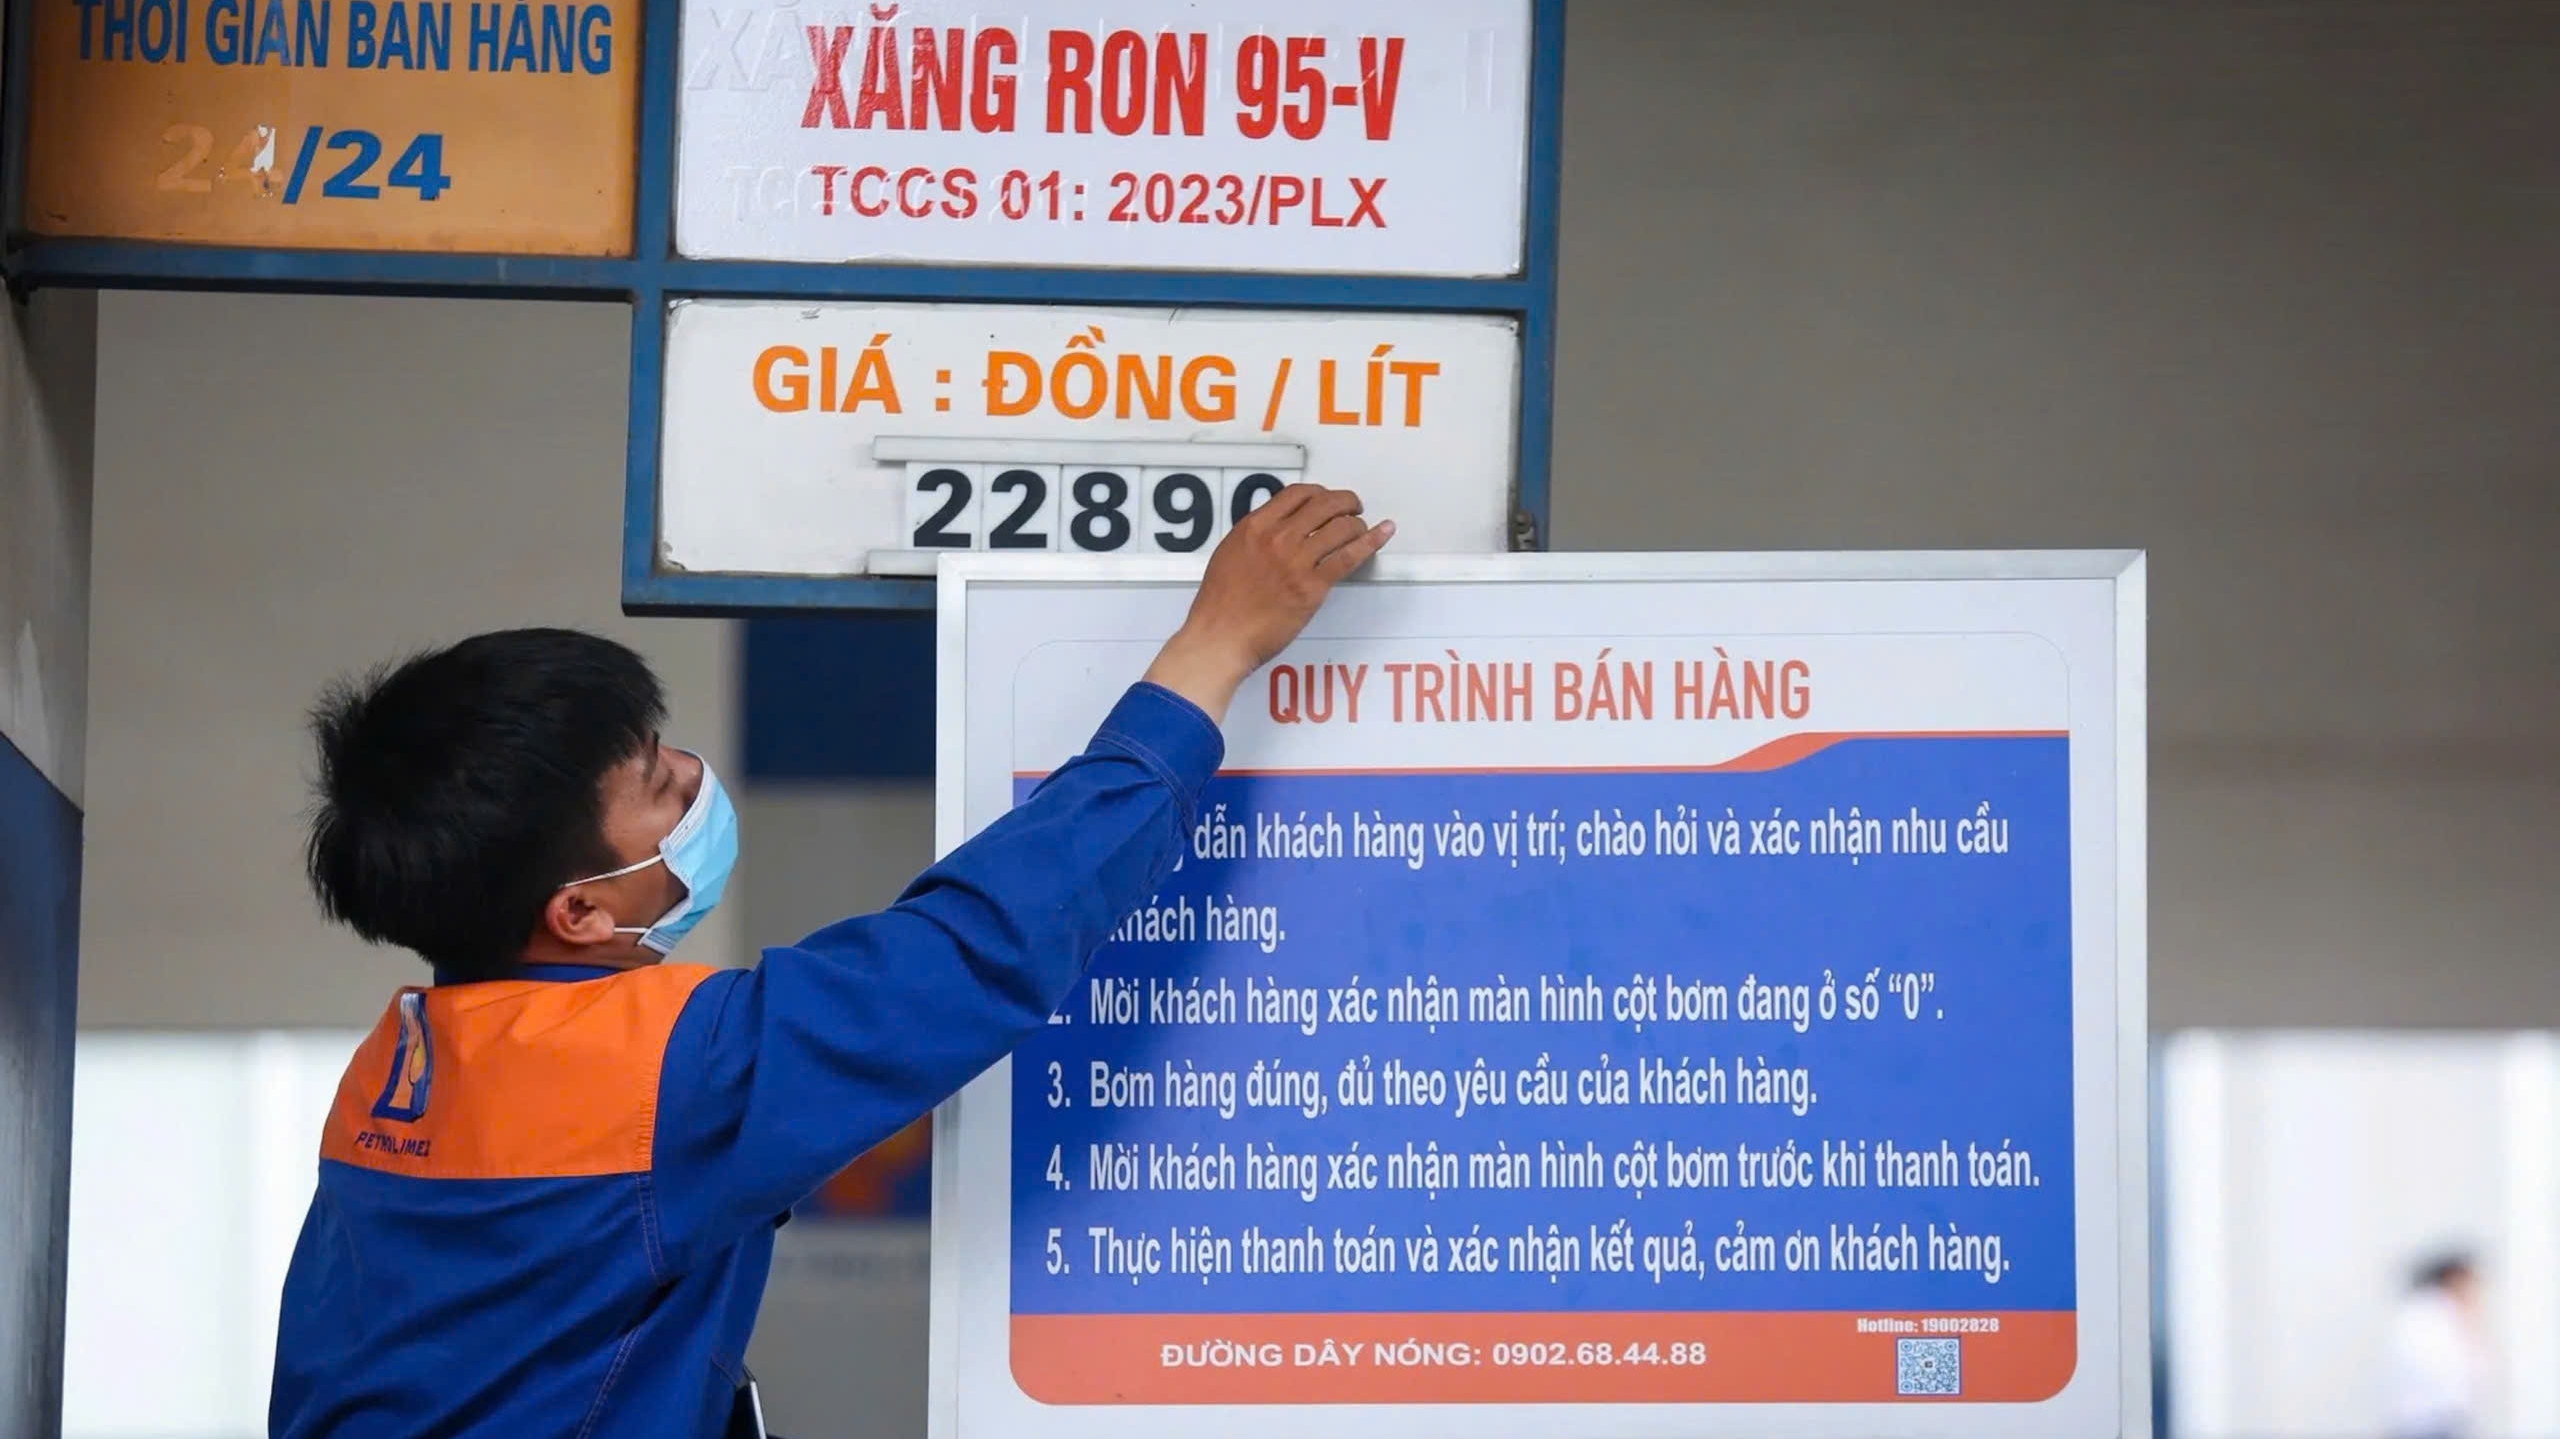 THỜI GIAN BÁN HÀNG
24/24
XĂNG RON 95-V
TCCS 01: 2023/PLX
GIÁ : ĐỒNG / LÍT
2289
QUY TRÌNH BÁN HÀNG
dẫn khách hàng vào vị trí; chào hỏi và xác nhận nhu cầu
khách hàng.
2. Mời khách hàng xác nhận màn hình cột bơm đang ở số “0”.
3. Bơm hàng đúng, đủ theo yêu cầu của khách hàng.
4. Mời khách hàng xác nhận màn hình cột bơm trước khi thanh toán.
5. Thực hiện thanh toán và xác nhận kết quả, cảm ơn khách hàng.
Hotline: 19002828
ĐƯỜNG DÂY NÓNG: 0902.68.44.88
PETROLIMEX